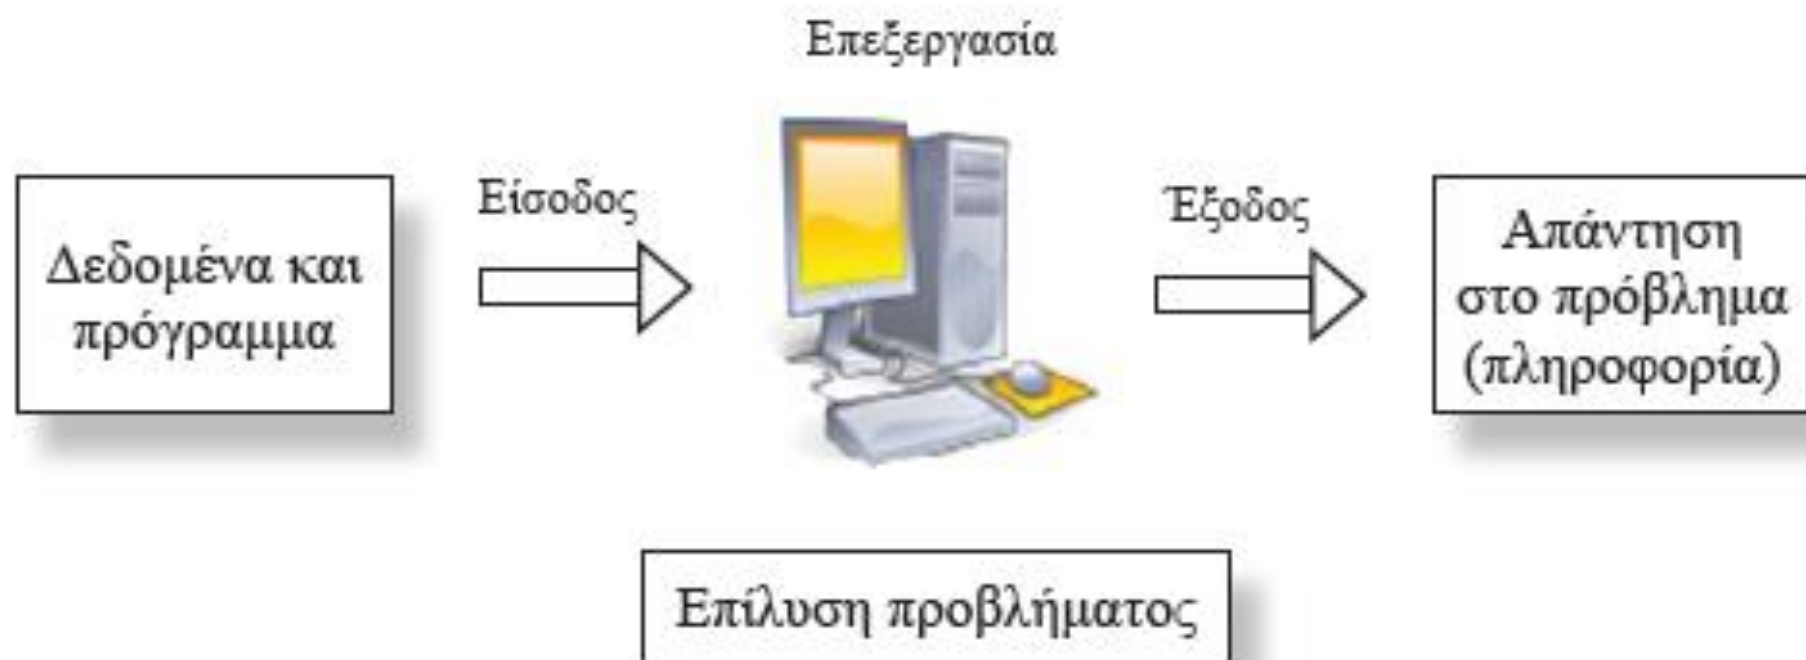 Επεξεργασία
Δεδομένα και
πρόγραμμα
Είσοδος
Έξοδος
Απάντηση
στο πρόβλημα
(πληροφορία)
Επίλυση προβλήματος